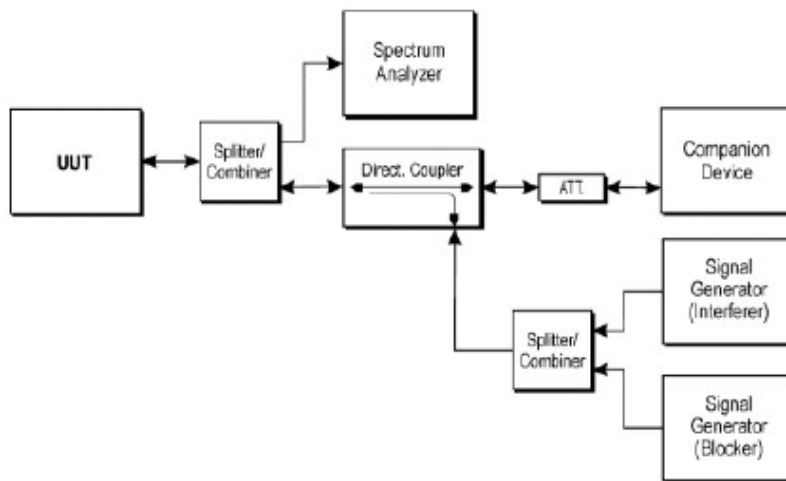 Spectrum
Analyzer
UUT
Splitter/
Combiner
Direct. Coupler
ATT.
Companion
Device
Signal
Generator
(Interferer)
Splitter/
Combiner
Signal
Generator
(Blocker)